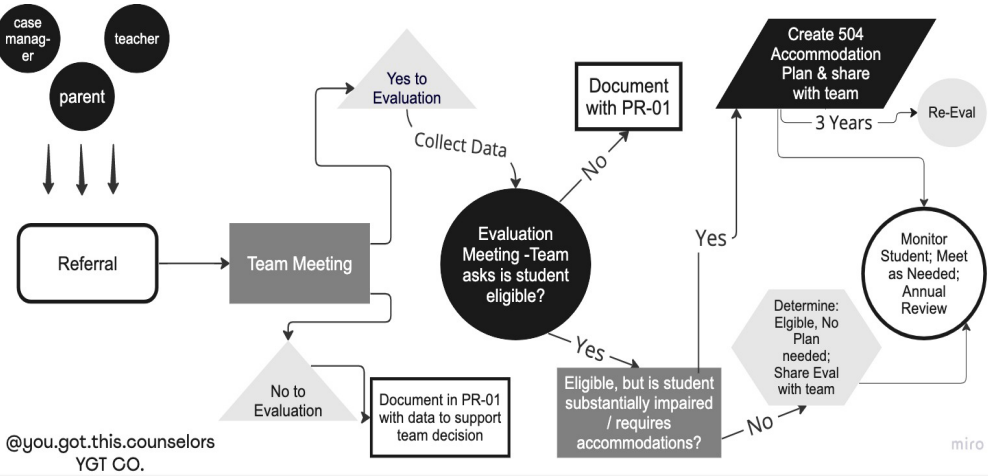 case
manag-
er
teacher
parent
Referral
Team Meeting
Yes to
Evaluation
Collect Data
No to
Evaluation
Document in PR-01
with data to support
team decision
Evaluation
Meeting -Team
asks is student
eligible?
No
Document
with PR-01
Yes
Eligible, but is student
substantially impaired
/ requires
accommodations?
Yes
Create 504
Accommodation
Plan & share
with team
3 Years
Re-Eval
No
Determine:
Elgible, No
Plan
needed;
Share Eval
with team
Monitor
Student; Meet
as Needed;
Annual
Review
@you.got.this.counselors
YGT CO.
miro